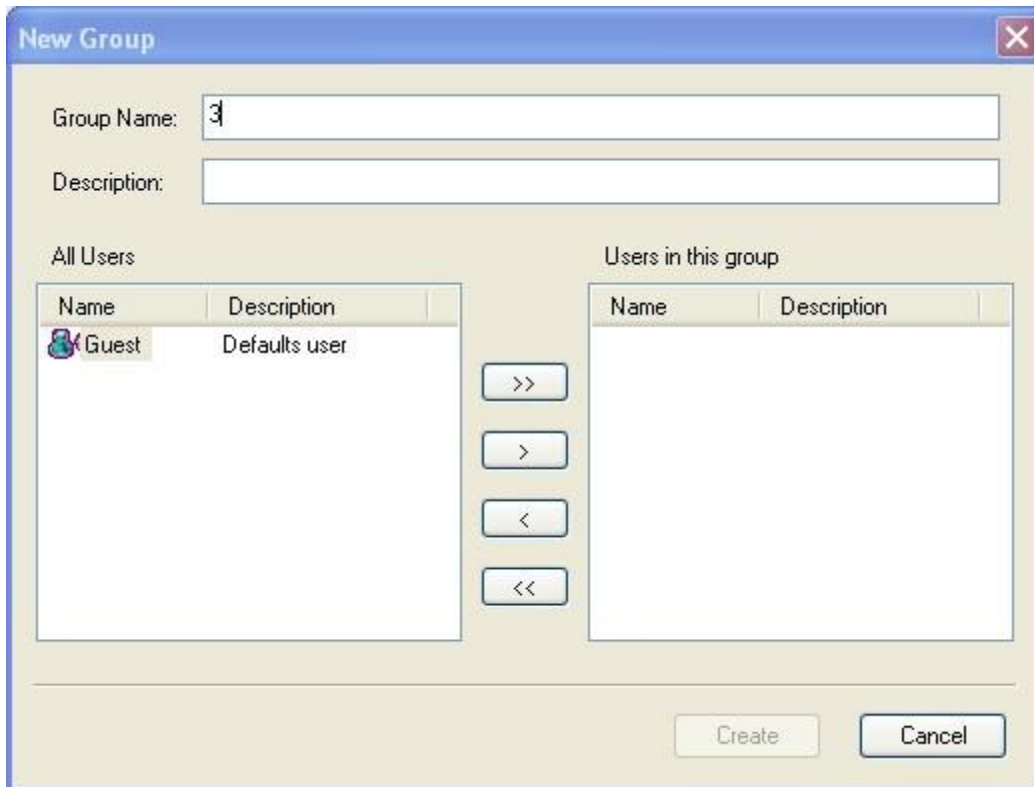 New Group
Group Name: 3
Description:
All Users
Users in this group
Name Description
Name Description
Guest Defaults user
>>
>
<
<<
Create Cancel